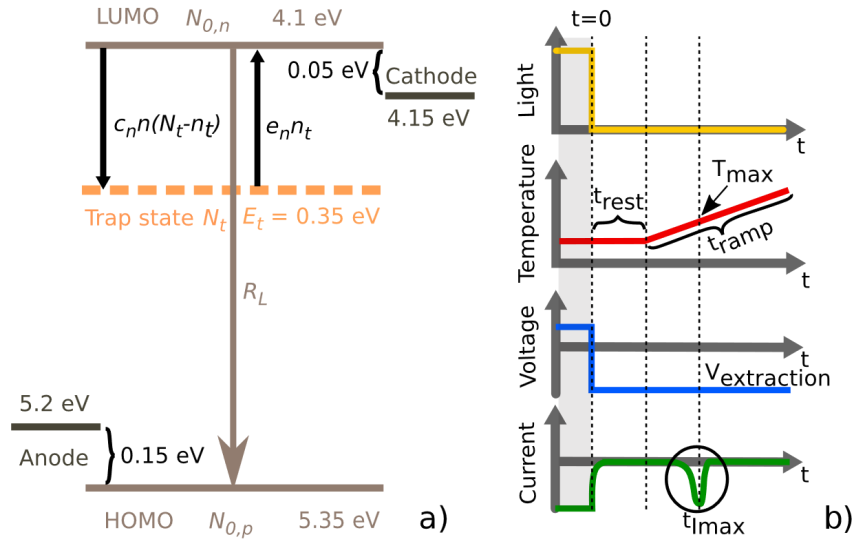 LUMO N0,n 4.1 eV
0.05 eV
Cathode
4.15 eV
cnn(Nt-nt)
ennt
Trap state Nt
Et = 0.35 eV
RL
5.2 eV
Anode
0.15 eV
HOMO N0,p 5.35 eV
a)
t=0
Light
t
Temperature
trest
Tmax
tramp
t
Voltage
t
Vextraction
Current
t
tImax
b)